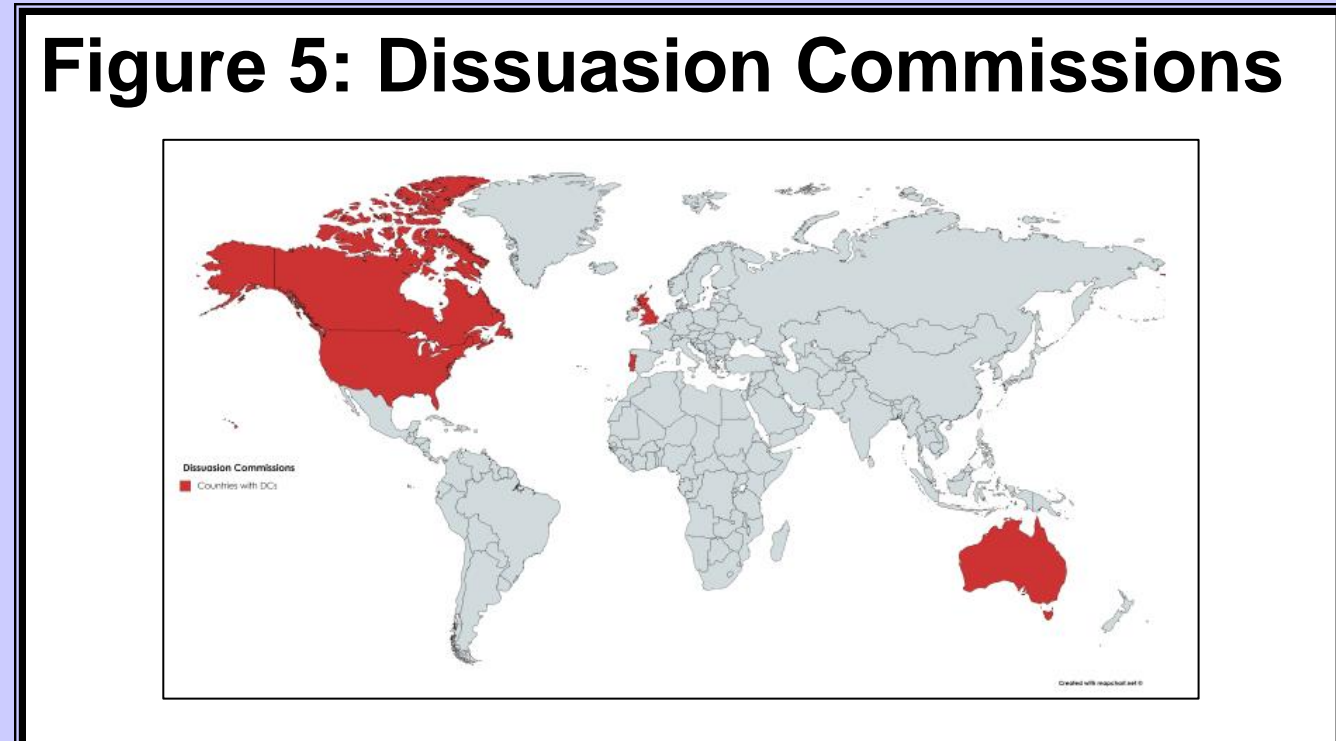 Figure 5: Dissuasion Commissions
Dissuasion Commissions
Countries with DCs
Created with mapchart.net ©